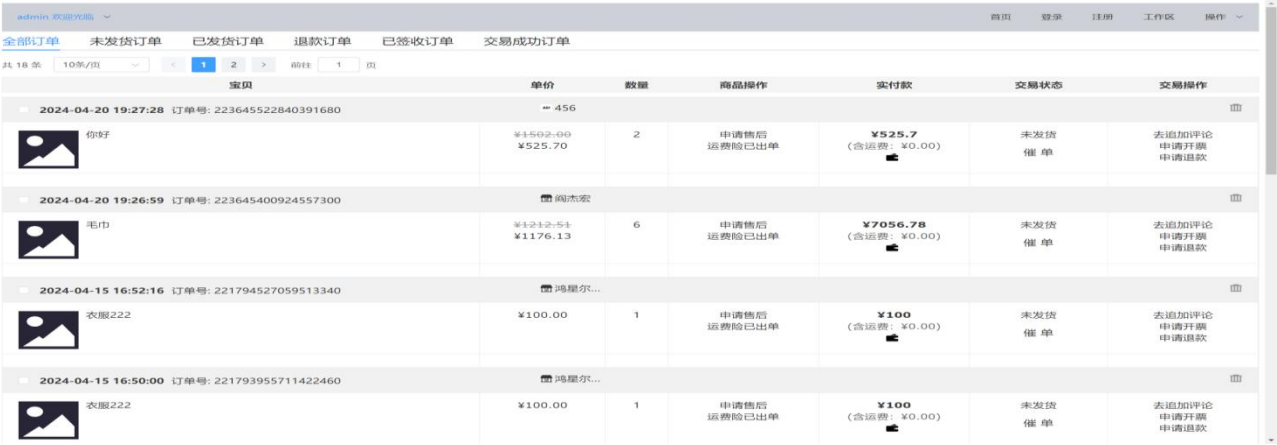 admin 欢迎光临 首页 登录 注册 工作区 操作
全部订单 未发货订单 已发货订单 退款订单 已签收订单 交易成功订单
共 18 条 10条/页 1 2 前往 1 页
宝贝 单价 数量 商品操作 实付款 交易状态 交易操作
2024-04-20 19:27:28 订单号: 223645522840391680 456
你好 ¥1502.00 2 申请售后 ¥525.7 未发货 去追加评论
¥525.70 运费险已出单 (含运费: ¥0.00) 催 单 申请开票
申请退款
2024-04-20 19:26:59 订单号: 223645400924557300 阎杰宏
毛巾 ¥1212.51 6 申请售后 ¥7056.78 未发货 去追加评论
¥1176.13 运费险已出单 (含运费: ¥0.00) 催 单 申请开票
申请退款
2024-04-15 16:52:16 订单号: 221794527059513340 鸿星尔...
衣服222 ¥100.00 1 申请售后 ¥100 未发货 去追加评论
运费险已出单 (含运费: ¥0.00) 催 单 申请开票
申请退款
2024-04-15 16:50:00 订单号: 221793955711422460 鸿星尔...
衣服222 ¥100.00 1 申请售后 ¥100 未发货 去追加评论
运费险已出单 (含运费: ¥0.00) 催 单 申请开票
申请退款